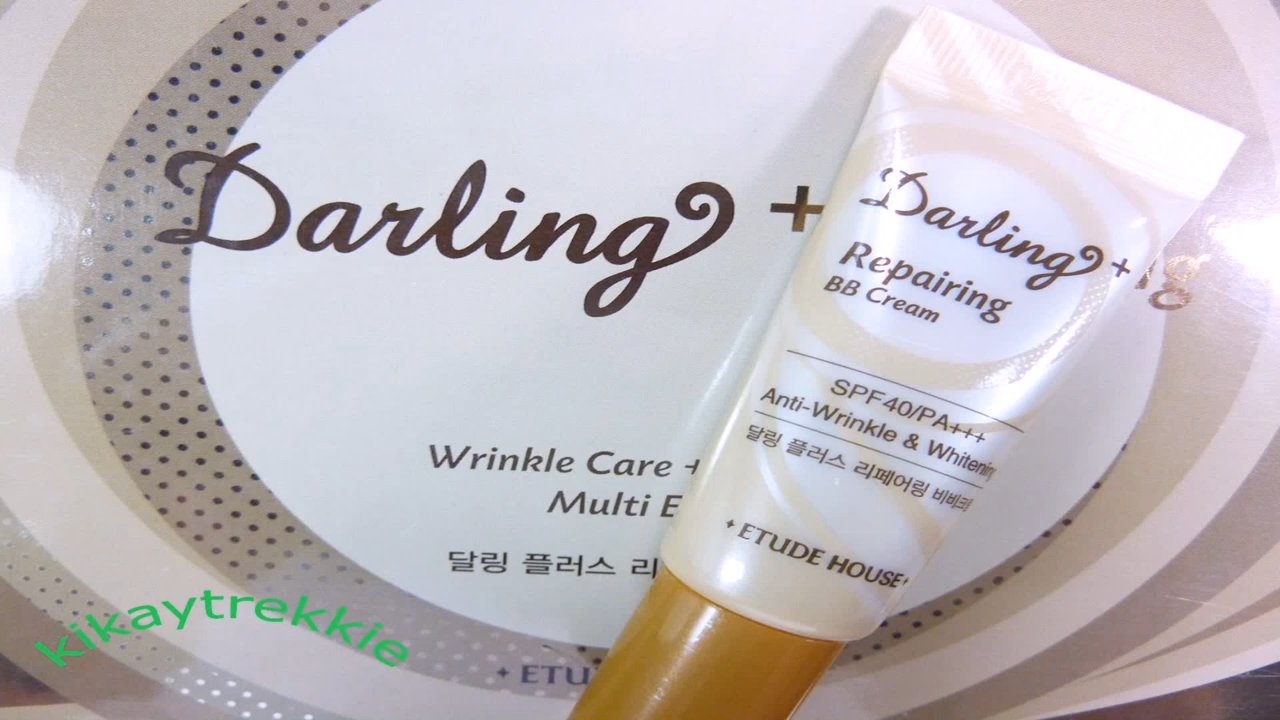 Darling +
Wrinkle Care +
Multi
달링 플러스
kikaytrekkie
Darling+
Repairing
BB Cream
SPF40/PA+++
Anti-Wrinkle & Whitening
달링 플러스 리페어링 비비크림
ETUDE HOUSE